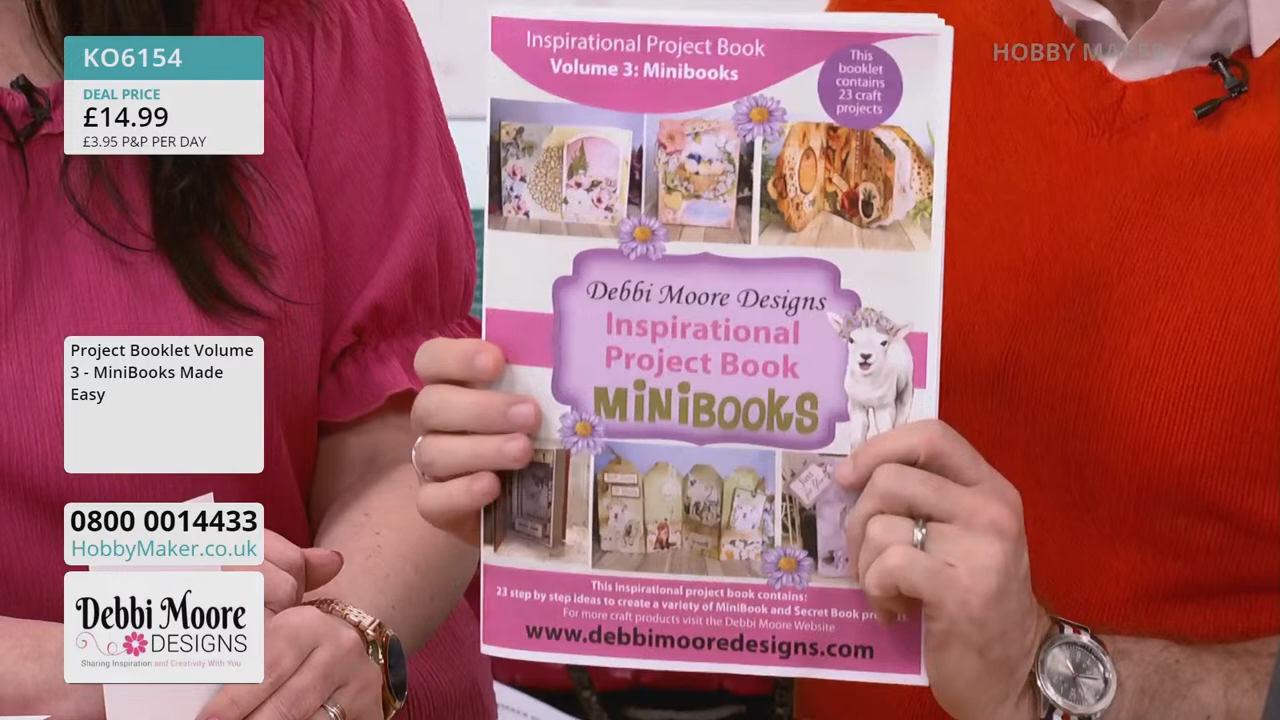 KO6154
DEAL PRICE
£14.99
£3.95 P&P PER DAY
Project Booklet Volume
3 - MiniBooks Made
Easy
0800 0014433
HobbyMaker.co.uk
Debbi Moore
DESIGNS
Sharing Inspiration and Creativity With You
HOBBY MAKER
Inspirational Project Book
Volume 3: Minibooks
This
booklet
contains
23 craft
projects
Debbi Moore Designs
Inspirational
Project Book
MiNiBOOKS
This inspirational project book contains:
23 step by step ideas to create a variety of MiniBook and Secret Book
For more craft products visit the Debbi Moore Website
www.debbimooredesigns.com